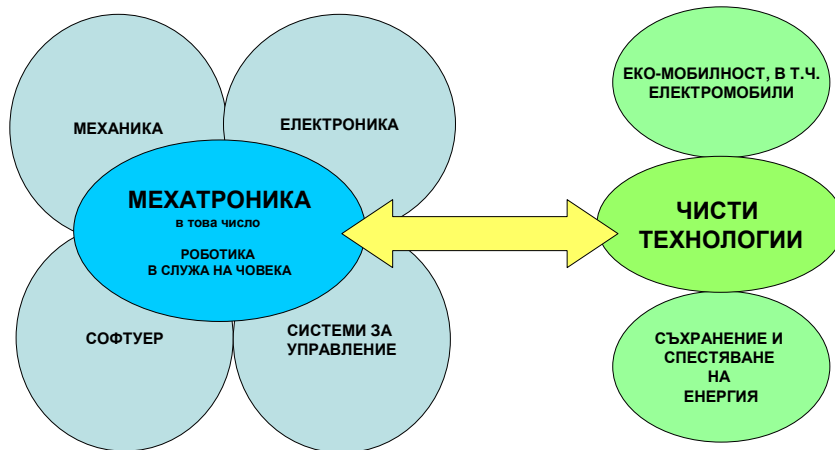 МЕХАНИКА
ЕЛЕКТРОНИКА
МЕХАТРОНИКА
в това число
РОБОТИКА
В СЛУЖА НА ЧОВЕКА
СОФТУЕР
СИСТЕМИ ЗА
УПРАВЛЕНИЕ
ЕКО-МОБИЛНОСТ, В Т.Ч.
ЕЛЕКТРОМОБИЛИ
ЧИСТИ
ТЕХНОЛОГИИ
СЪХРАНЕНИЕ И
СПЕСТЯВАНЕ
НА
ЕНЕРГИЯ